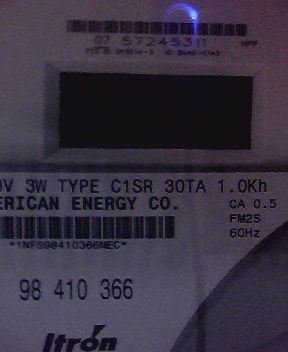 07 57245311
0V 3W TYPE C1SR 30TA 1.0Kh
ERICAN ENERGY CO. CA 0.5
FM2S
60Hz
*1NFS98410366MEC*
98 410 366
Itrón